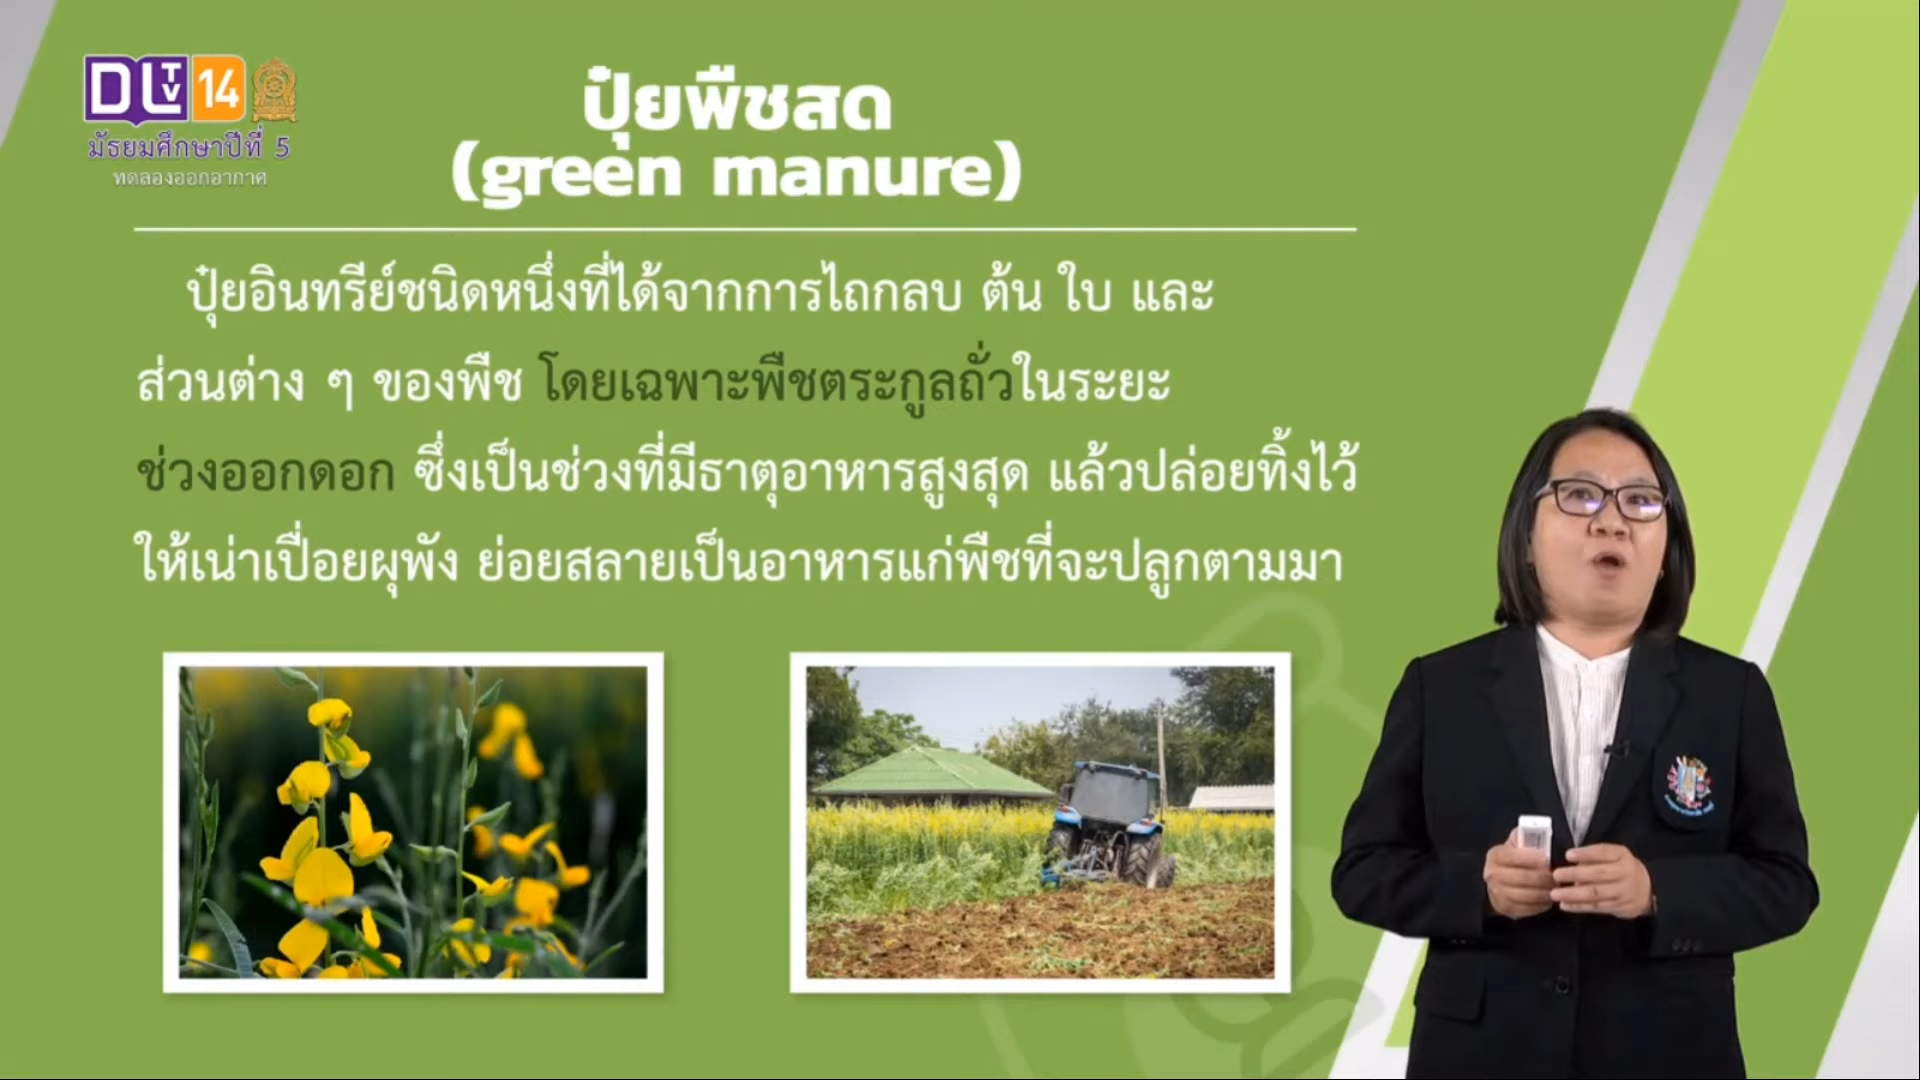 DLTV 14
มัธยมศึกษาปีที่ 5
ทดลองออกอากาศ
ปุ๋ยพืชสด
(green manure)
ปุ๋ยอินทรีย์ชนิดหนึ่งที่ได้จากการไถกลบ ต้น ใบ และ
ส่วนต่าง ๆ ของพืช โดยเฉพาะพืชตระกูลถั่วในระยะ
ช่วงออกดอก ซึ่งเป็นช่วงที่มีธาตุอาหารสูงสุด แล้วปล่อยทิ้งไว้
ให้เน่าเปื่อยผุพัง ย่อยสลายเป็นอาหารแก่พืชที่จะปลูกตามมา